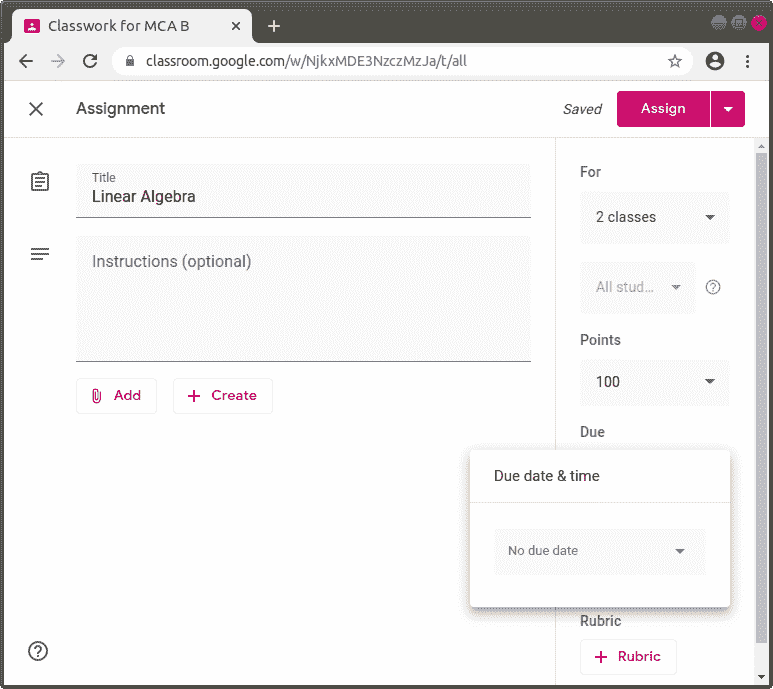 Classwork for MCA B
classroom.google.com/w/NjkxMDE3NzczMzJa/t/all
Assignment
Saved
Assign
Title
Linear Algebra
Instructions (optional)
Add
Create
For
2 classes
All stud...
Points
100
Due
Due date & time
No due date
Rubric
Rubric